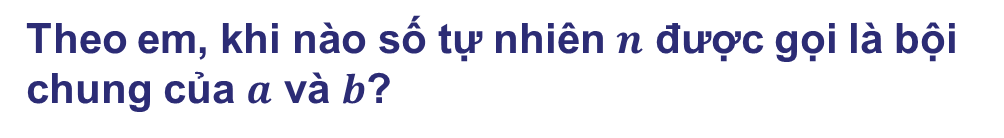 Theo em, khi nào số tự nhiên n được gọi là bội
chung của a và b?